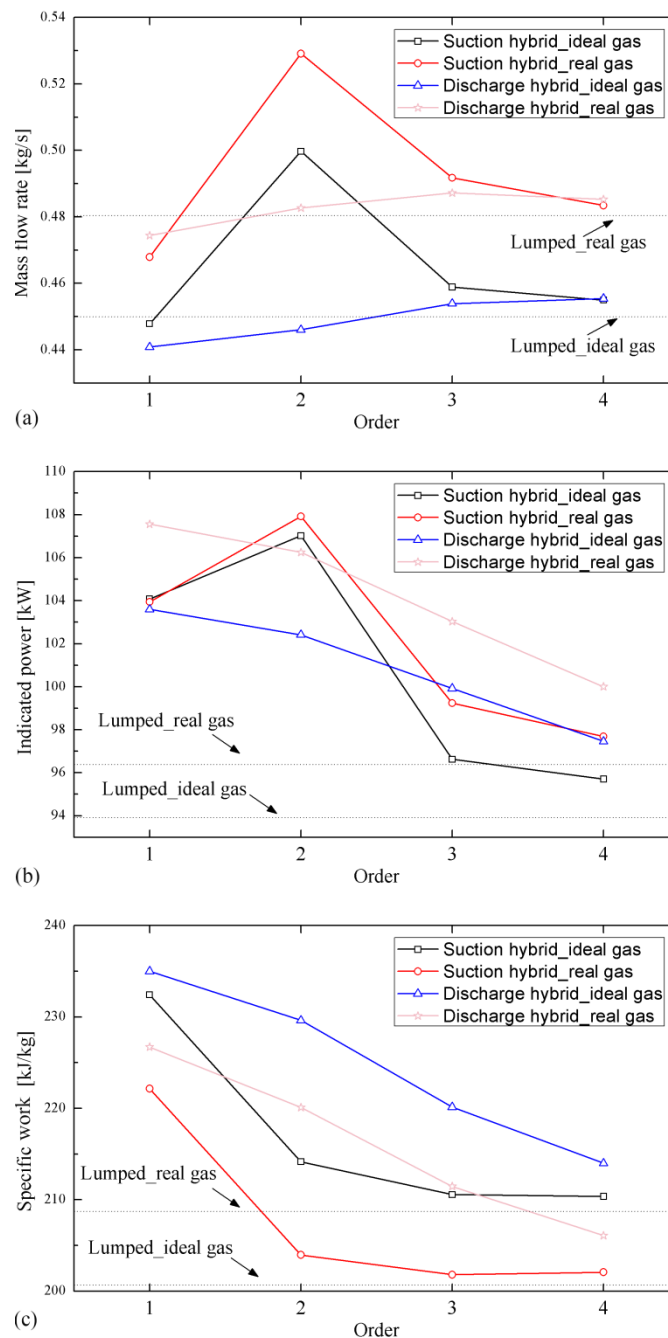 0.54
0.52
0.50
0.48
0.46
0.44
Mass flow rate [kg/s]
Suction hybrid_ideal gas
Suction hybrid_real gas
Discharge hybrid_ideal gas
Discharge hybrid_real gas
Lumped_real gas
Lumped_ideal gas
1 2 3 4
(a)
Order
110
108
106
104
102
100
98
96
94
Indicated power [kW]
Suction hybrid_ideal gas
Suction hybrid_real gas
Discharge hybrid_ideal gas
Discharge hybrid_real gas
Lumped_real gas
Lumped_ideal gas
1 2 3 4
(b)
Order
240
230
220
210
200
Specific work [kJ/kg]
Suction hybrid_ideal gas
Suction hybrid_real gas
Discharge hybrid_ideal gas
Discharge hybrid_real gas
Lumped_real gas
Lumped_ideal gas
1 2 3 4
(c)
Order